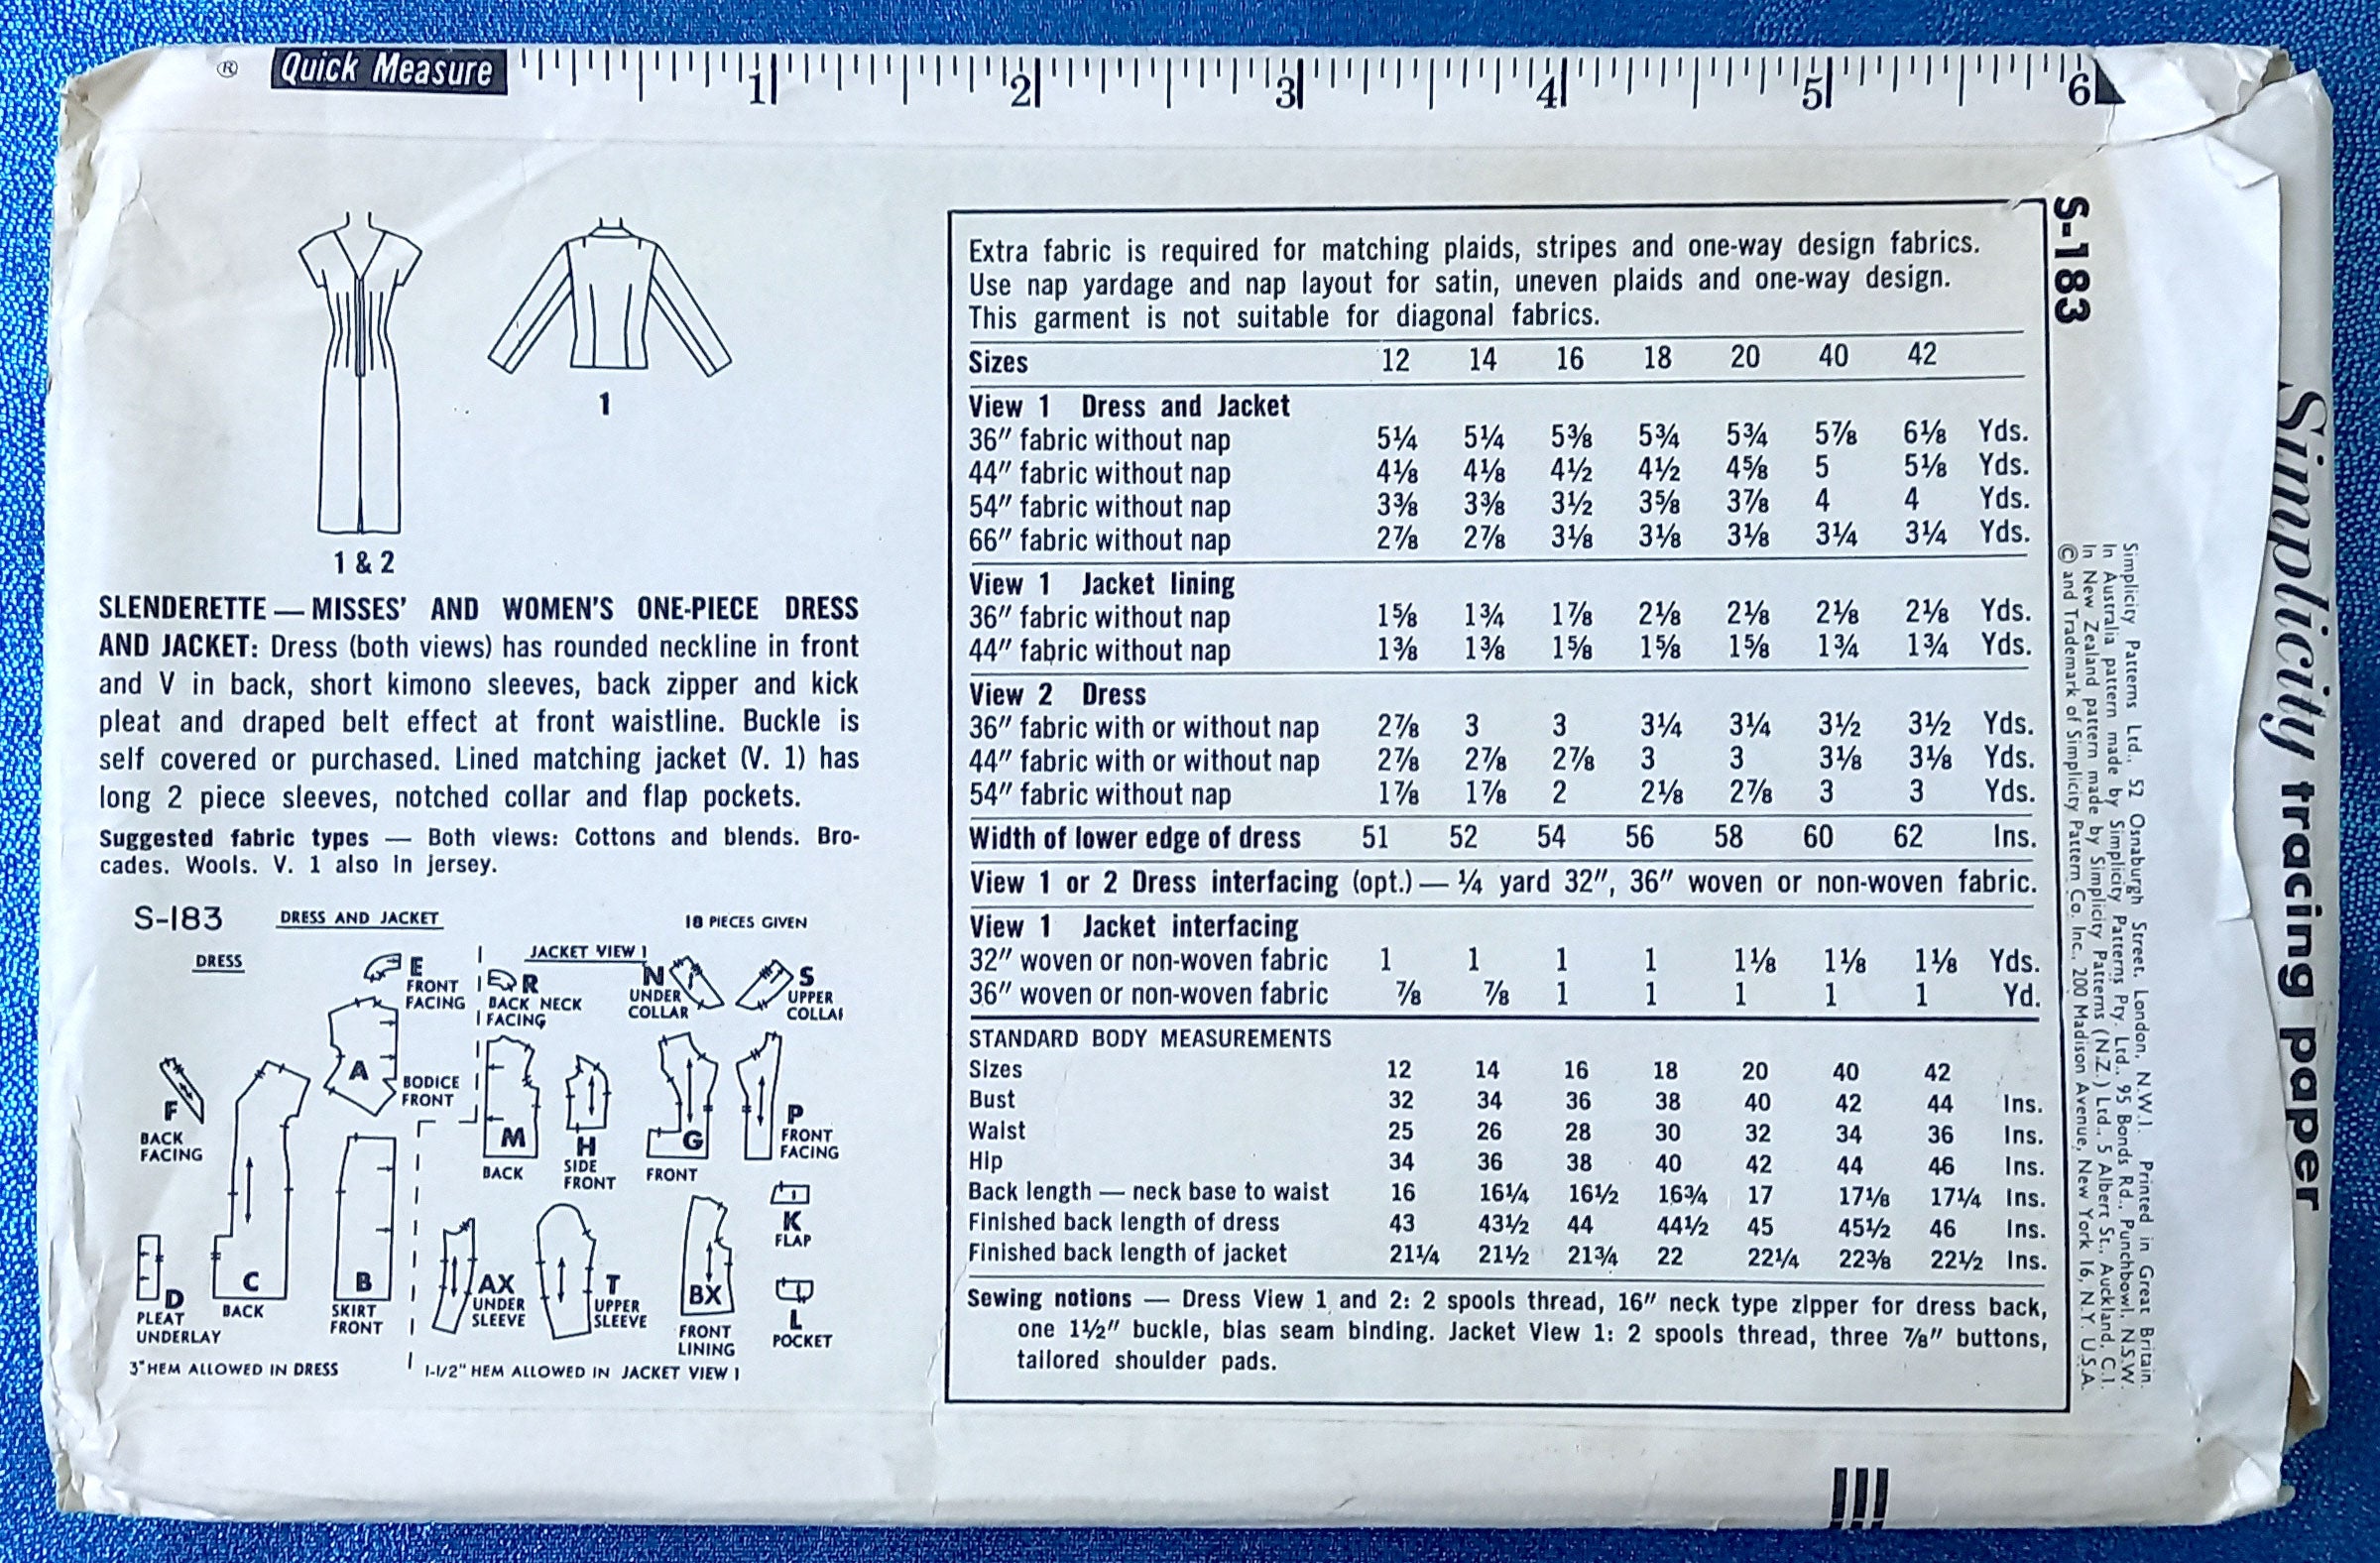 ® Quick Measure 1 2 3 4 5 6
1
1 & 2
SLENDERETTE — MISSES' AND WOMEN'S ONE-PIECE DRESS
AND JACKET: Dress (both views) has rounded neckline in front
and V in back, short kimono sleeves, back zipper and kick
pleat and draped belt effect at front waistline. Buckle is
self covered or purchased. Lined matching jacket (V. 1) has
long 2 piece sleeves, notched collar and flap pockets.
Suggested fabric types — Both views: Cottons and blends. Bro-
cades. Wools. V. 1 also in jersey.
S-183 DRESS AND JACKET 18 PIECES GIVEN
DRESS
JACKET VIEW 1
E
FRONT
FACING
R
BACK NECK
FACING
N
UNDER
COLLAR
S
UPPER
COLLAR
A
BODICE
FRONT
F
BACK
FACING
M
BACK
H
SIDE
FRONT
G
FRONT
P
FRONT
FACING
K
FLAP
D
PLEAT
UNDERLAY
C
BACK
B
SKIRT
FRONT
AX
UNDER
SLEEVE
T
UPPER
SLEEVE
BX
FRONT
LINING
L
POCKET
3" HEM ALLOWED IN DRESS
1-1/2" HEM ALLOWED IN JACKET VIEW 1
Extra fabric is required for matching plaids, stripes and one-way design fabrics.
Use nap yardage and nap layout for satin, uneven plaids and one-way design.
This garment is not suitable for diagonal fabrics.
Sizes 12 14 16 18 20 40 42
View 1 Dress and Jacket
36" fabric without nap 5¼ 5¼ 5⅜ 5¾ 5¾ 5⅞ 6⅛ Yds.
44" fabric without nap 4⅛ 4⅛ 4½ 4½ 4⅝ 5 5⅛ Yds.
54" fabric without nap 3⅜ 3⅜ 3½ 3⅝ 3⅞ 4 4 Yds.
66" fabric without nap 2⅞ 2⅞ 3⅛ 3⅛ 3⅛ 3¼ 3¼ Yds.
View 1 Jacket lining
36" fabric without nap 1⅝ 1¾ 1⅞ 2⅛ 2⅛ 2⅛ 2⅛ Yds.
44" fabric without nap 1⅜ 1⅜ 1⅝ 1⅝ 1⅝ 1¾ 1¾ Yds.
View 2 Dress
36" fabric with or without nap 2⅞ 3 3 3¼ 3¼ 3½ 3½ Yds.
44" fabric with or without nap 2⅞ 2⅞ 2⅞ 3 3 3⅛ 3⅛ Yds.
54" fabric without nap 1⅞ 1⅞ 2 2⅛ 2⅞ 3 3 Yds.
Width of lower edge of dress 51 52 54 56 58 60 62 Ins.
View 1 or 2 Dress interfacing (opt.) — ¼ yard 32", 36" woven or non-woven fabric.
View 1 Jacket interfacing
32" woven or non-woven fabric 1 1 1 1 1⅛ 1⅛ 1⅛ Yds.
36" woven or non-woven fabric ⅞ ⅞ 1 1 1 1 1 Yd.
STANDARD BODY MEASUREMENTS
Sizes 12 14 16 18 20 40 42
Bust 32 34 36 38 40 42 44 Ins.
Waist 25 26 28 30 32 34 36 Ins.
Hip 34 36 38 40 42 44 46 Ins.
Back length — neck base to waist 16 16¼ 16½ 16¾ 17 17⅛ 17¼ Ins.
Finished back length of dress 43 43½ 44 44½ 45 45½ 46 Ins.
Finished back length of jacket 21¼ 21½ 21¾ 22 22¼ 22⅜ 22½ Ins.
Sewing notions — Dress View 1 and 2: 2 spools thread, 16" neck type zipper for dress back,
one 1½" buckle, bias seam binding. Jacket View 1: 2 spools thread, three ⅞" buttons,
tailored shoulder pads.
S-183
Simplicity Patterns Ltd., 52 Osnaburgh Street, London, N.W.1. Printed in Great Britain.
In Australia pattern made by Simplicity Patterns Pty. Ltd., 95 Bonds Rd., Punchbowl, N.S.W.
In New Zealand pattern made by Simplicity Patterns (N.Z.) Ltd., 5 Albert St., Auckland, C.1.
© and Trademark of Simplicity Pattern Co. Inc., 200 Madison Avenue, New York 16, N.Y. U.S.A.
Simplicity tracing paper